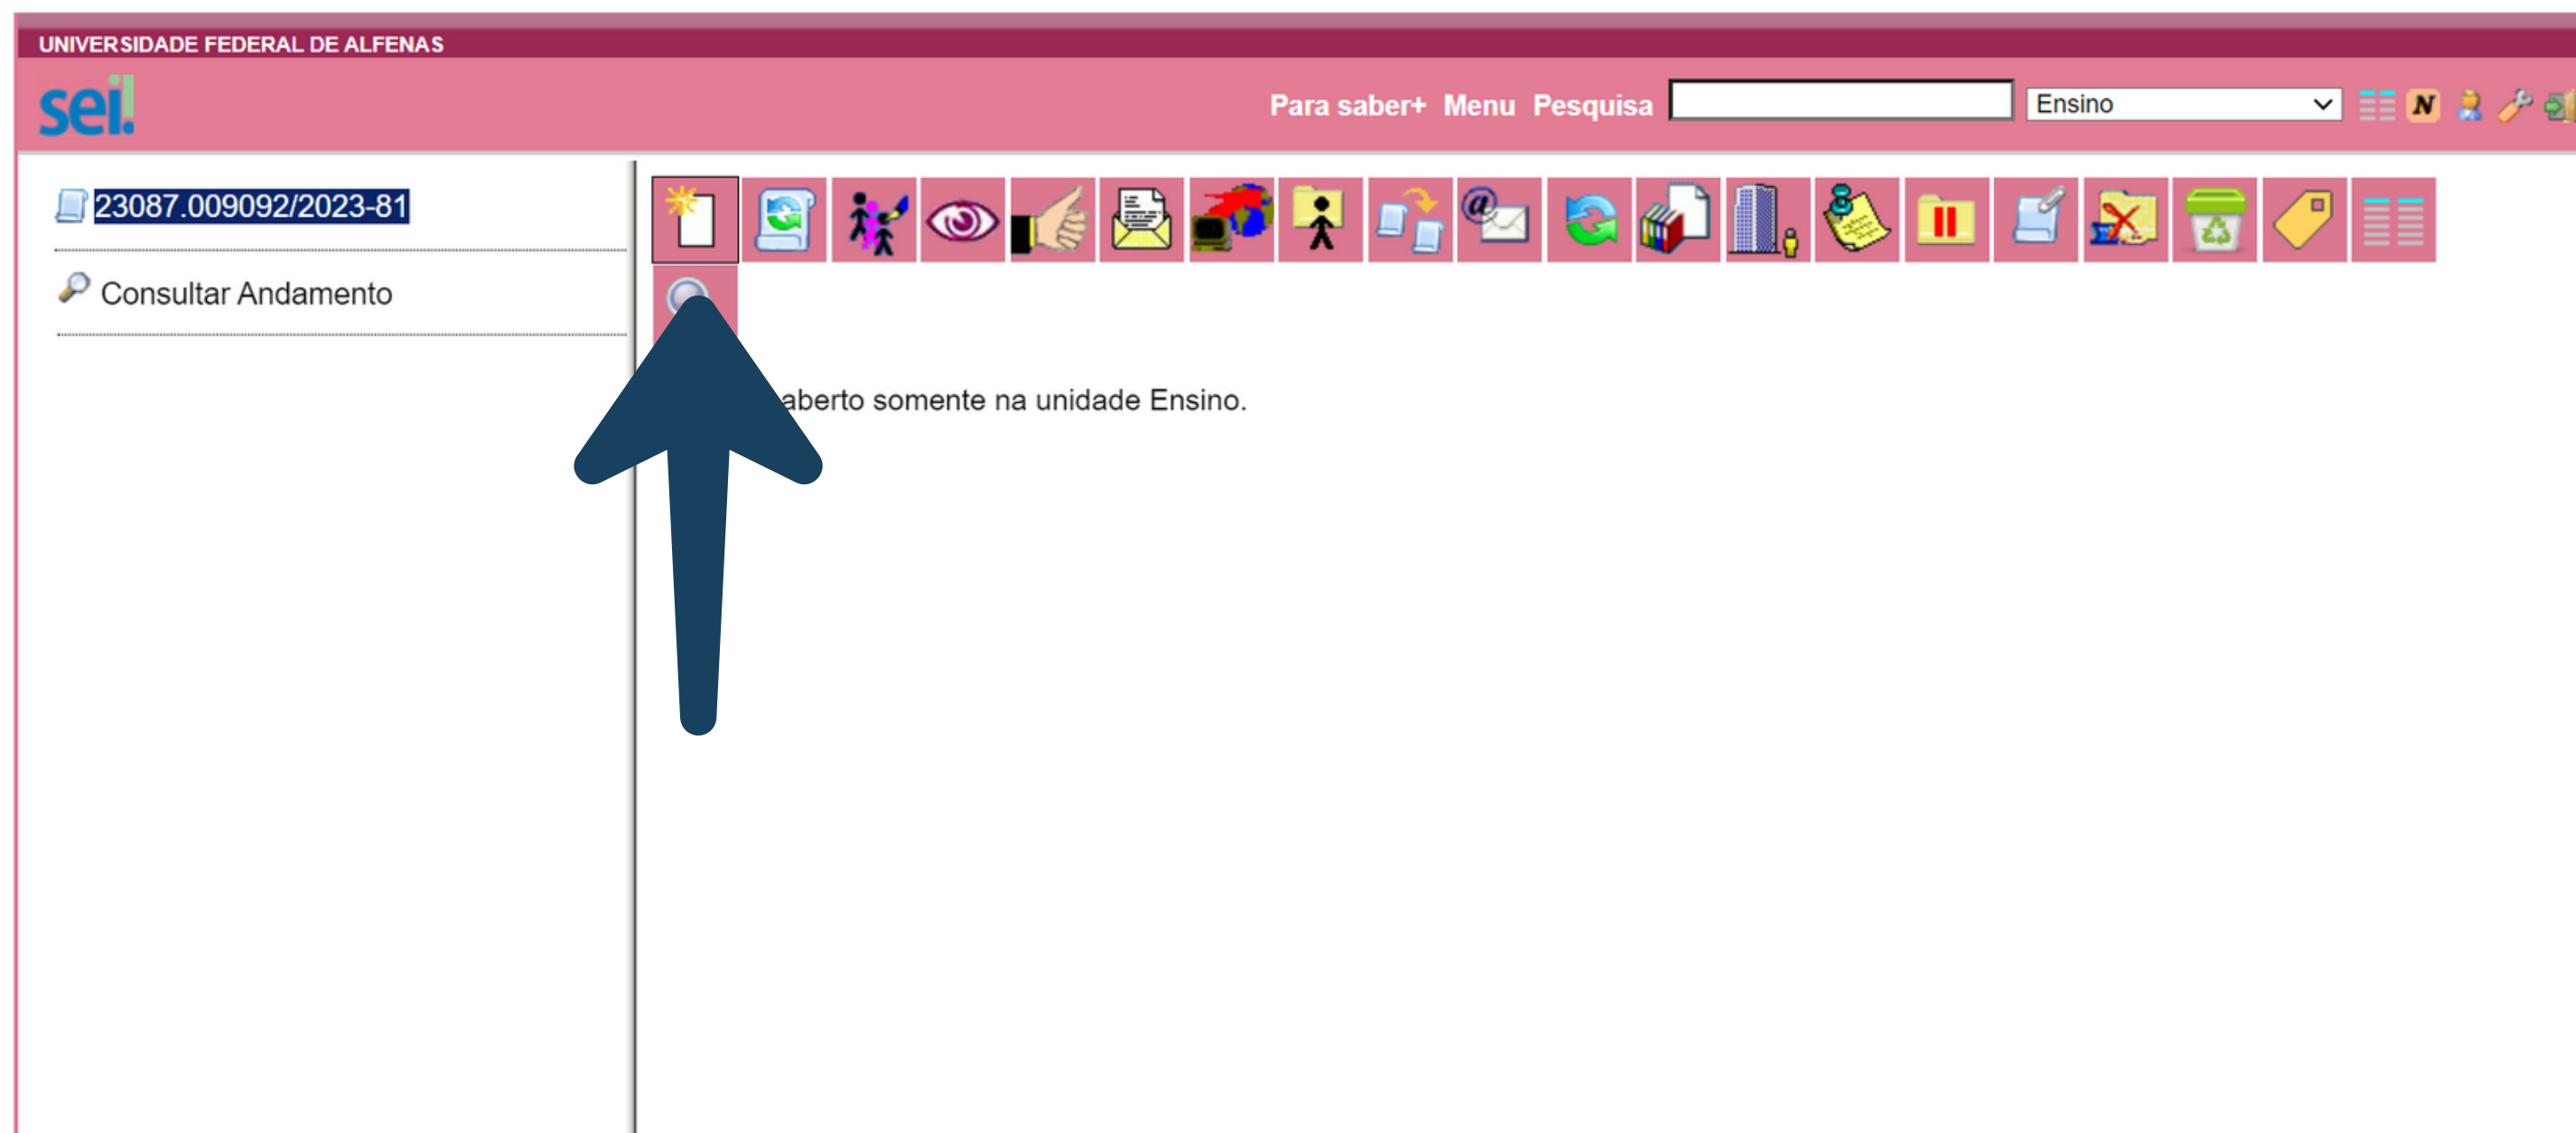 UNIVERSIDADE FEDERAL DE ALFENAS
sei!
Para saber+ Menu Pesquisa Ensino N
23087.009092/2023-81
Consultar Andamento
aberto somente na unidade Ensino.